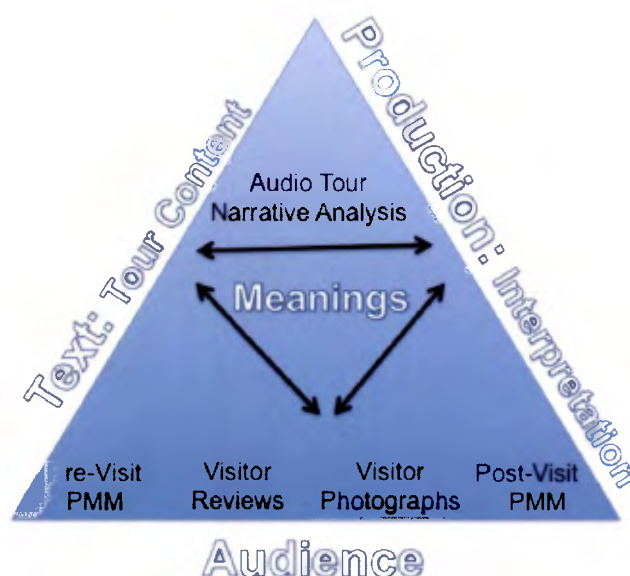 Text: Tour Content
Production: Interpretation
Audio Tour
Narrative Analysis
Meanings
re-Visit
PMM
Visitor
Reviews
Visitor
Photographs
Post-Visit
PMM
Audience